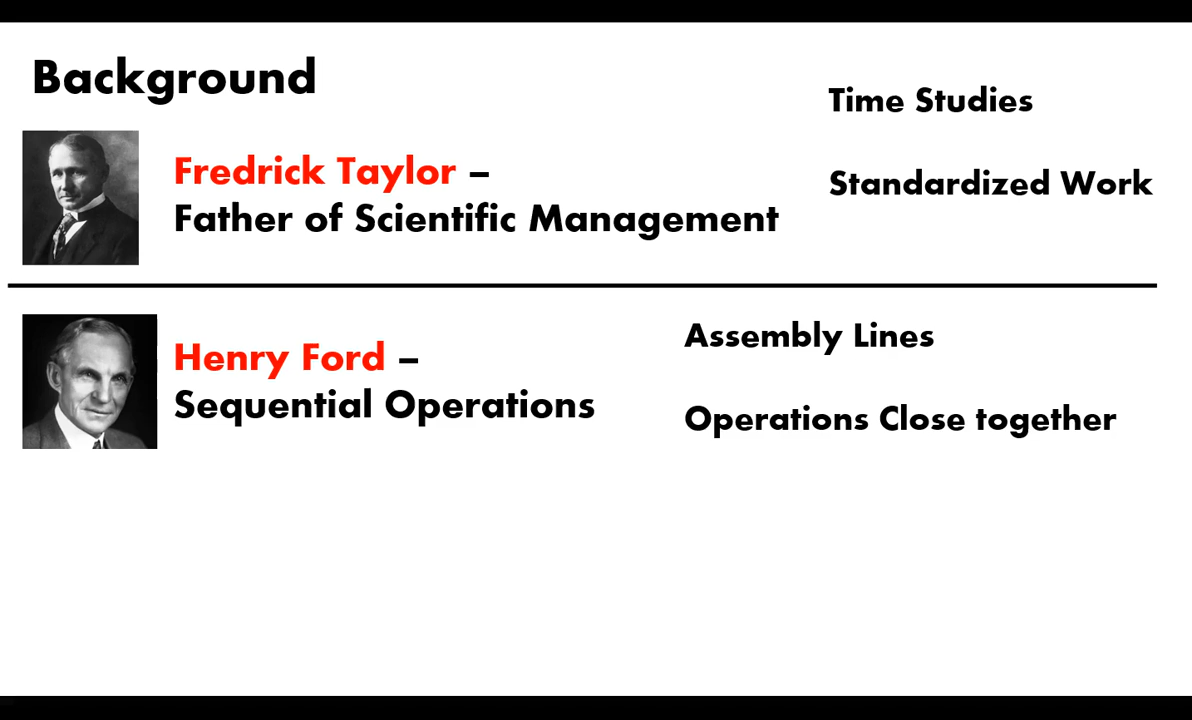 Background
Fredrick Taylor –
Father of Scientific Management
Time Studies
Standardized Work
Henry Ford –
Sequential Operations
Assembly Lines
Operations Close together